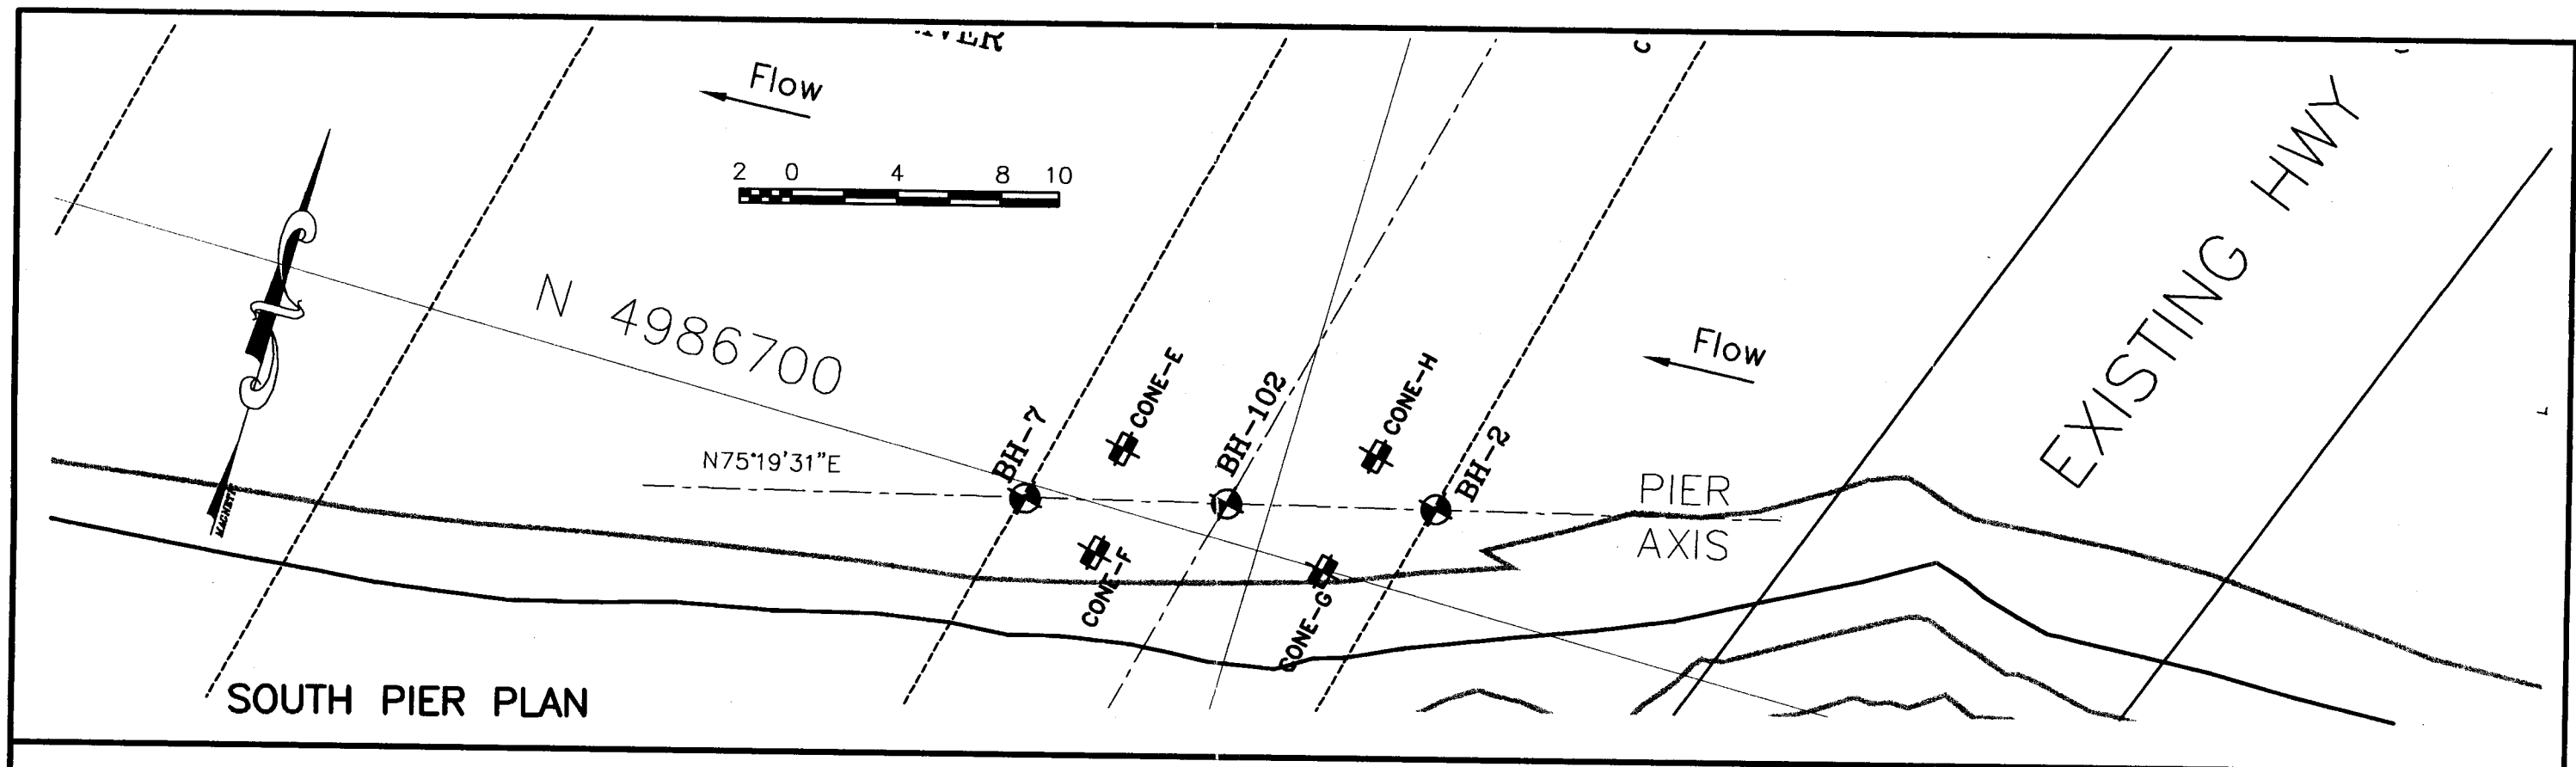 Flow
2 0 4 8 10
N 4986700
Flow
EXISTING HWY
CONE-E
CONE-H
BH-7
BH-102
BH-2
N75°19'31"E
PIER
AXIS
MAGNETIC
CONE-F
CONE-G
SOUTH PIER PLAN